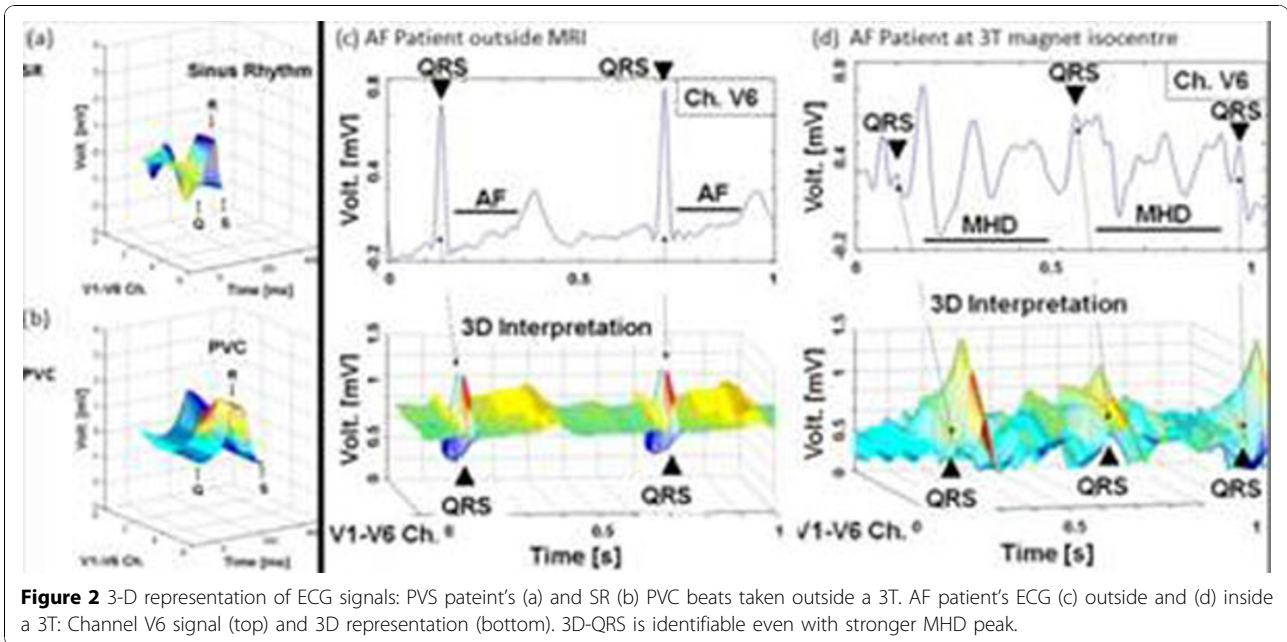 (a)
SR
Sinus Rhythm
R
Volt. [mV]
Q
S
V1-V6 Ch.
Time [ms]
(b)
PVC
PVC
R
Volt. [mV]
Q
S
V1-V6 Ch.
Time [ms]
(c) AF Patient outside MRI
QRS
QRS
Ch. V6
0.8
0.4
-0.2
Volt. [mV]
AF
AF
0
0.5
1
3D Interpretation
1.5
1
0.5
0
Volt. [mV]
QRS
QRS
V1-V6 Ch.
0
0.5
1
Time [s]
(d) AF Patient at 3T magnet isocentre
QRS
QRS
Ch. V6
QRS
0.4
-0.2
Volt. [mV]
MHD
MHD
0
0.5
1
3D Interpretation
1.5
1
0.5
0
Volt. [mV]
QRS
QRS
QRS
V1-V6 Ch.
0
0.5
1
Time [s]
Figure 2 3-D representation of ECG signals: PVS pateint's (a) and SR (b) PVC beats taken outside a 3T. AF patient's ECG (c) outside and (d) inside
a 3T: Channel V6 signal (top) and 3D representation (bottom). 3D-QRS is identifiable even with stronger MHD peak.